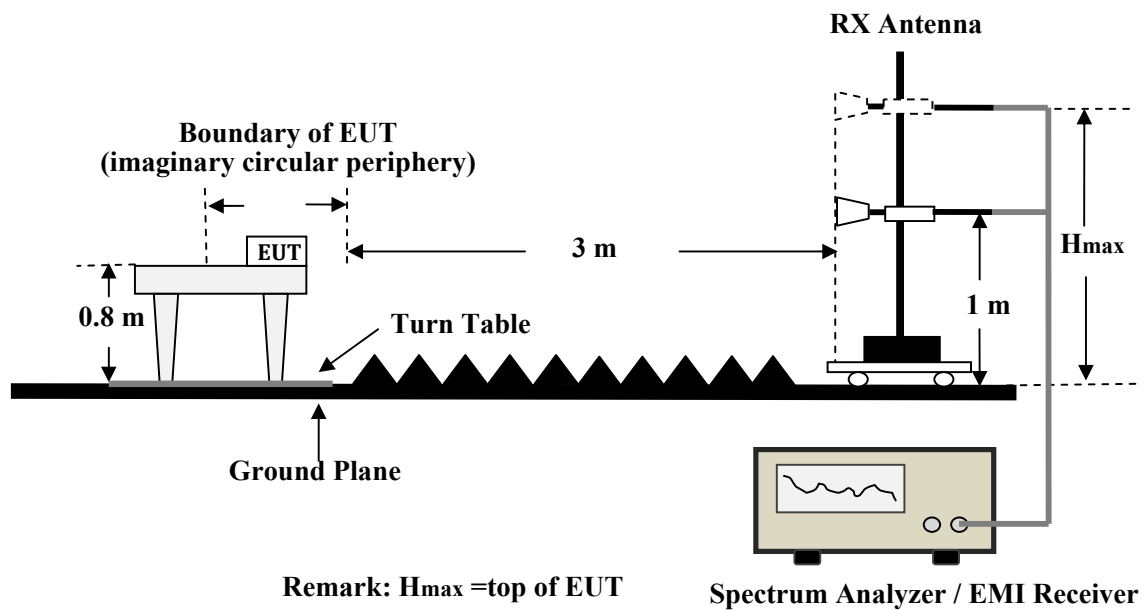 RX Antenna
Boundary of EUT
(imaginary circular periphery)
EUT
3 m
Hmax
0.8 m
1 m
Turn Table
Ground Plane
Remark: Hmax =top of EUT
Spectrum Analyzer / EMI Receiver